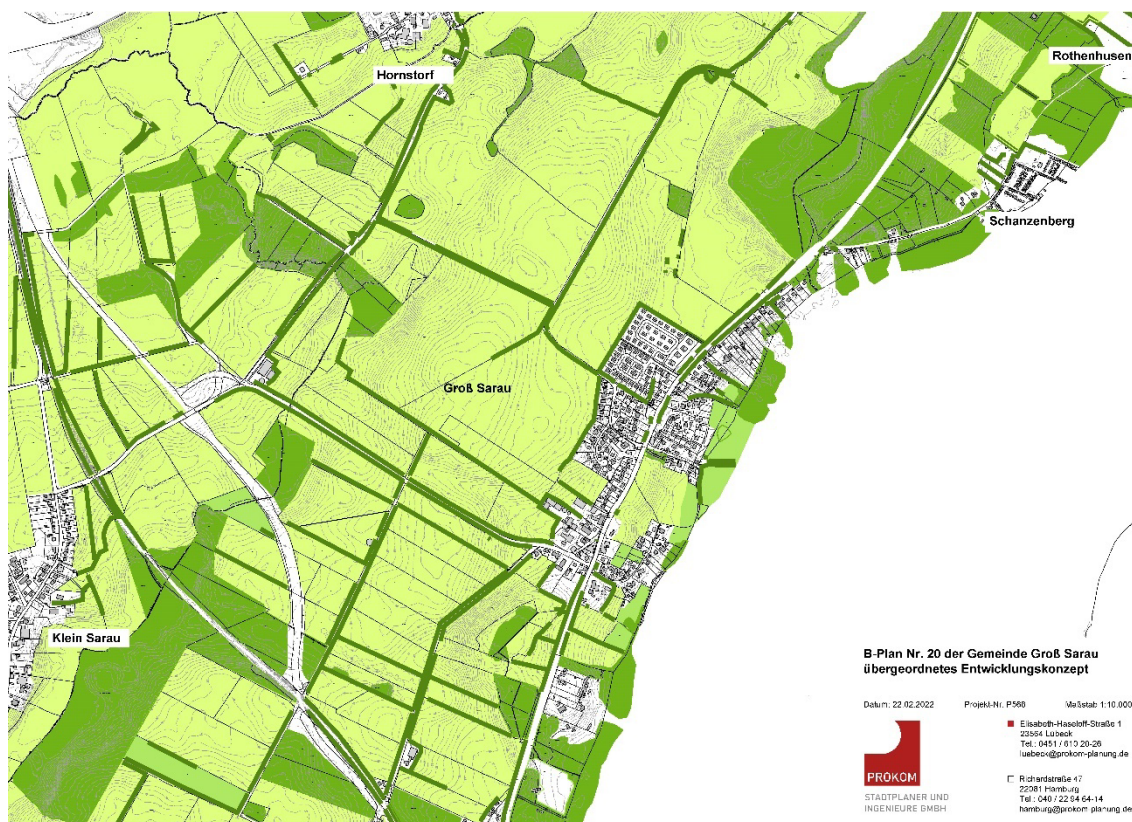 Rothenhusen
Hornstorf
Schanzenberg
Groß Sarau
Klein Sarau
B-Plan Nr. 20 der Gemeinde Groß Sarau
übergeordnetes Entwicklungskonzept
Datum: 22.02.2022 Projekt-Nr. P568 Maßstab 1:10.000
PROKOM
STADTPLANER UND
INGENIEURE GMBH
Elisabeth-Haseloff-Straße 1
23564 Lübeck
Tel.: 0451 / 610 20-26
luebeck@prokom-planung.de
Richardstraße 47
22081 Hamburg
Tel.: 040 / 22 94 64-14
hamburg@prokom-planung.de